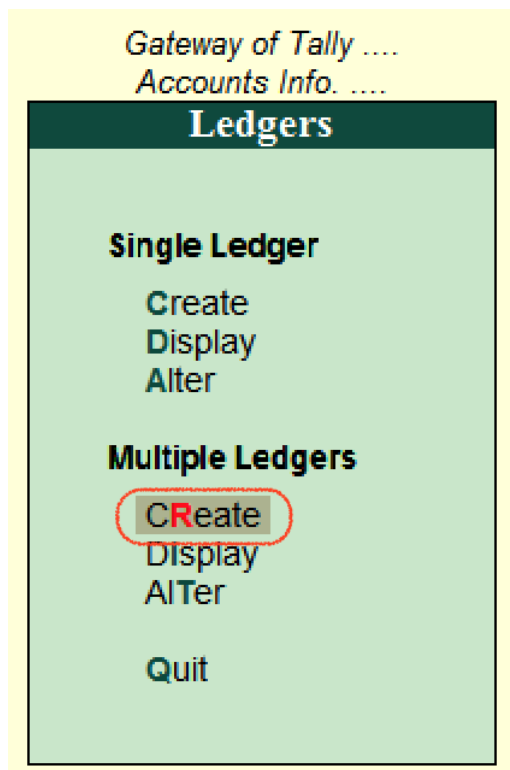 Gateway of Tally ....
Accounts Info. ....
Ledgers
Single Ledger
Create
Display
Alter
Multiple Ledgers
CReate
DIsplay
AlTer
Quit